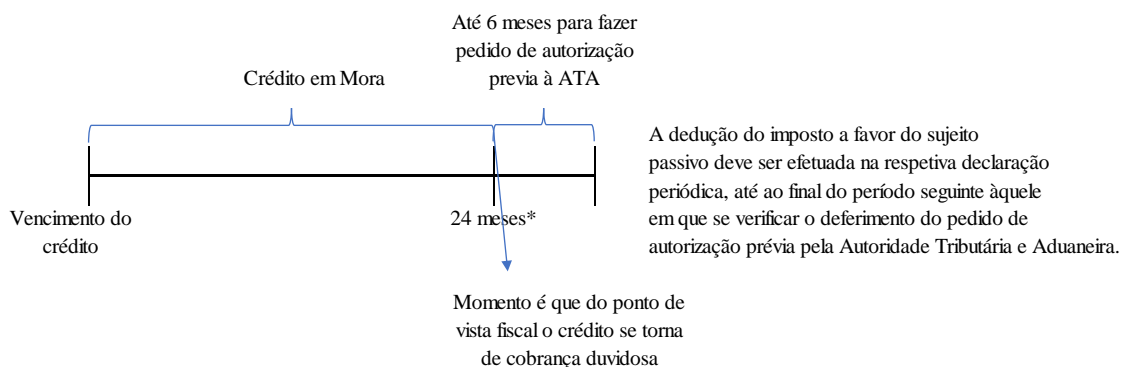 Até 6 meses para fazer
pedido de autorização
previa à ATA
Crédito em Mora
A dedução do imposto a favor do sujeito
passivo deve ser efetuada na respetiva declaração
periódica, até ao final do período seguinte àquele
em que se verificar o deferimento do pedido de
autorização prévia pela Autoridade Tributária e Aduaneira.
Vencimento do
crédito
24 meses*
Momento é que do ponto de
vista fiscal o crédito se torna
de cobrança duvidosa